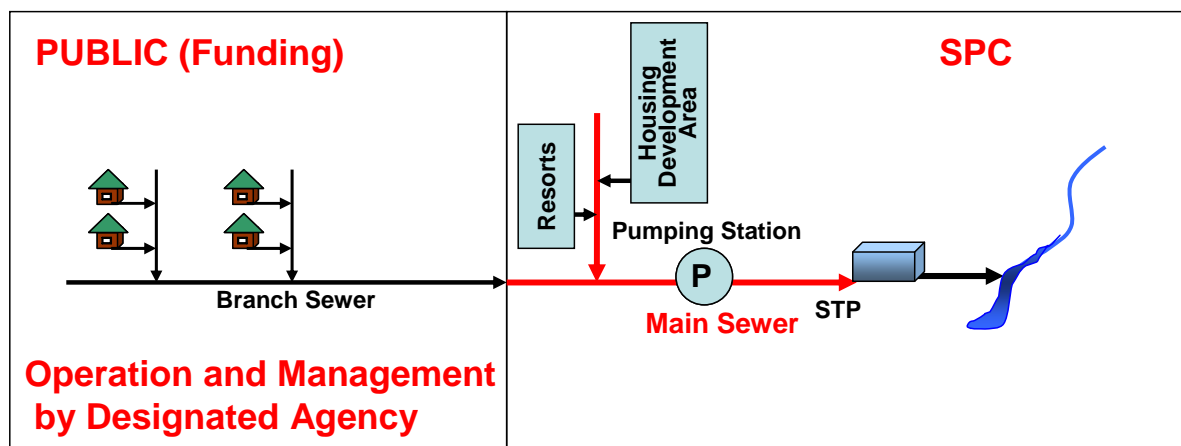 PUBLIC (Funding)
SPC
Housing
Development
Area
Resorts
Pumping Station
P
Branch Sewer
Main Sewer
STP
Operation and Management
by Designated Agency